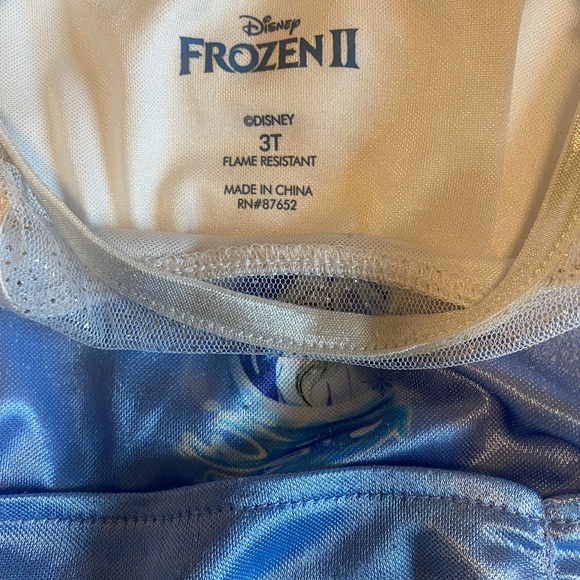 Disney
FROZEN II
©DISNEY
3T
FLAME RESISTANT
MADE IN CHINA
RN#87652